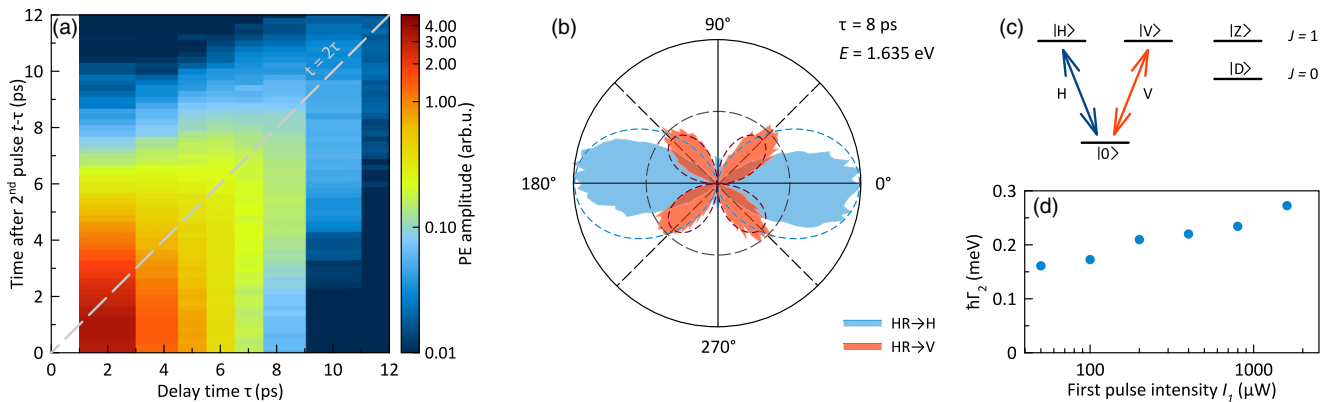 (a)
12
10
8
6
4
2
0
Time after 2nd pulse t-τ (ps)
t = 2τ
0 2 4 6 8 10 12
Delay time τ (ps)
4.00
3.00
2.00
1.00
0.10
0.01
PE amplitude (arb.u.)
(b)
90°
τ = 8 ps
E = 1.635 eV
180°
0°
270°
HR→H
HR→V
(c)
|H> |V> |Z> J = 1
|D> J = 0
H V
|0>
(d)
0.3
0.2
0.1
0
ħΓ2 (meV)
100 1000
First pulse intensity I1 (µW)